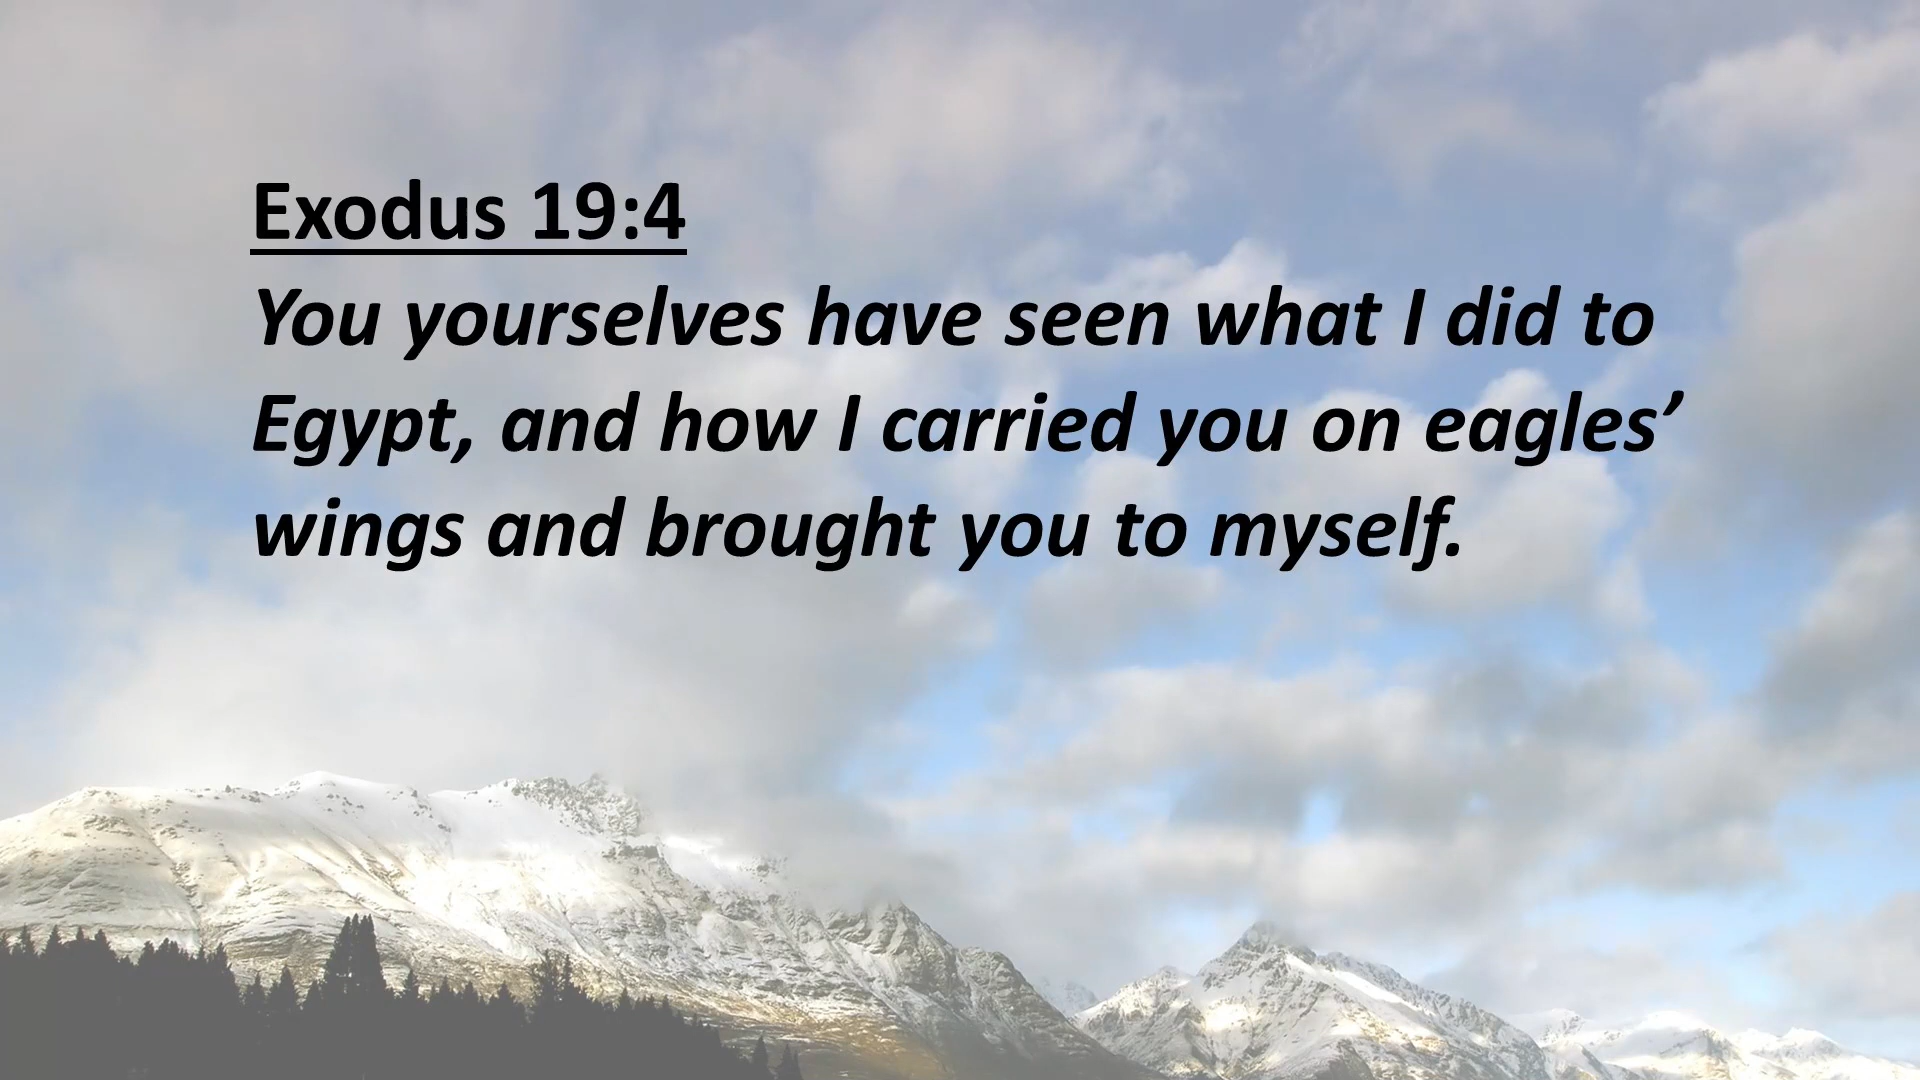 Exodus 19:4
You yourselves have seen what I did to
Egypt, and how I carried you on eagles’
wings and brought you to myself.